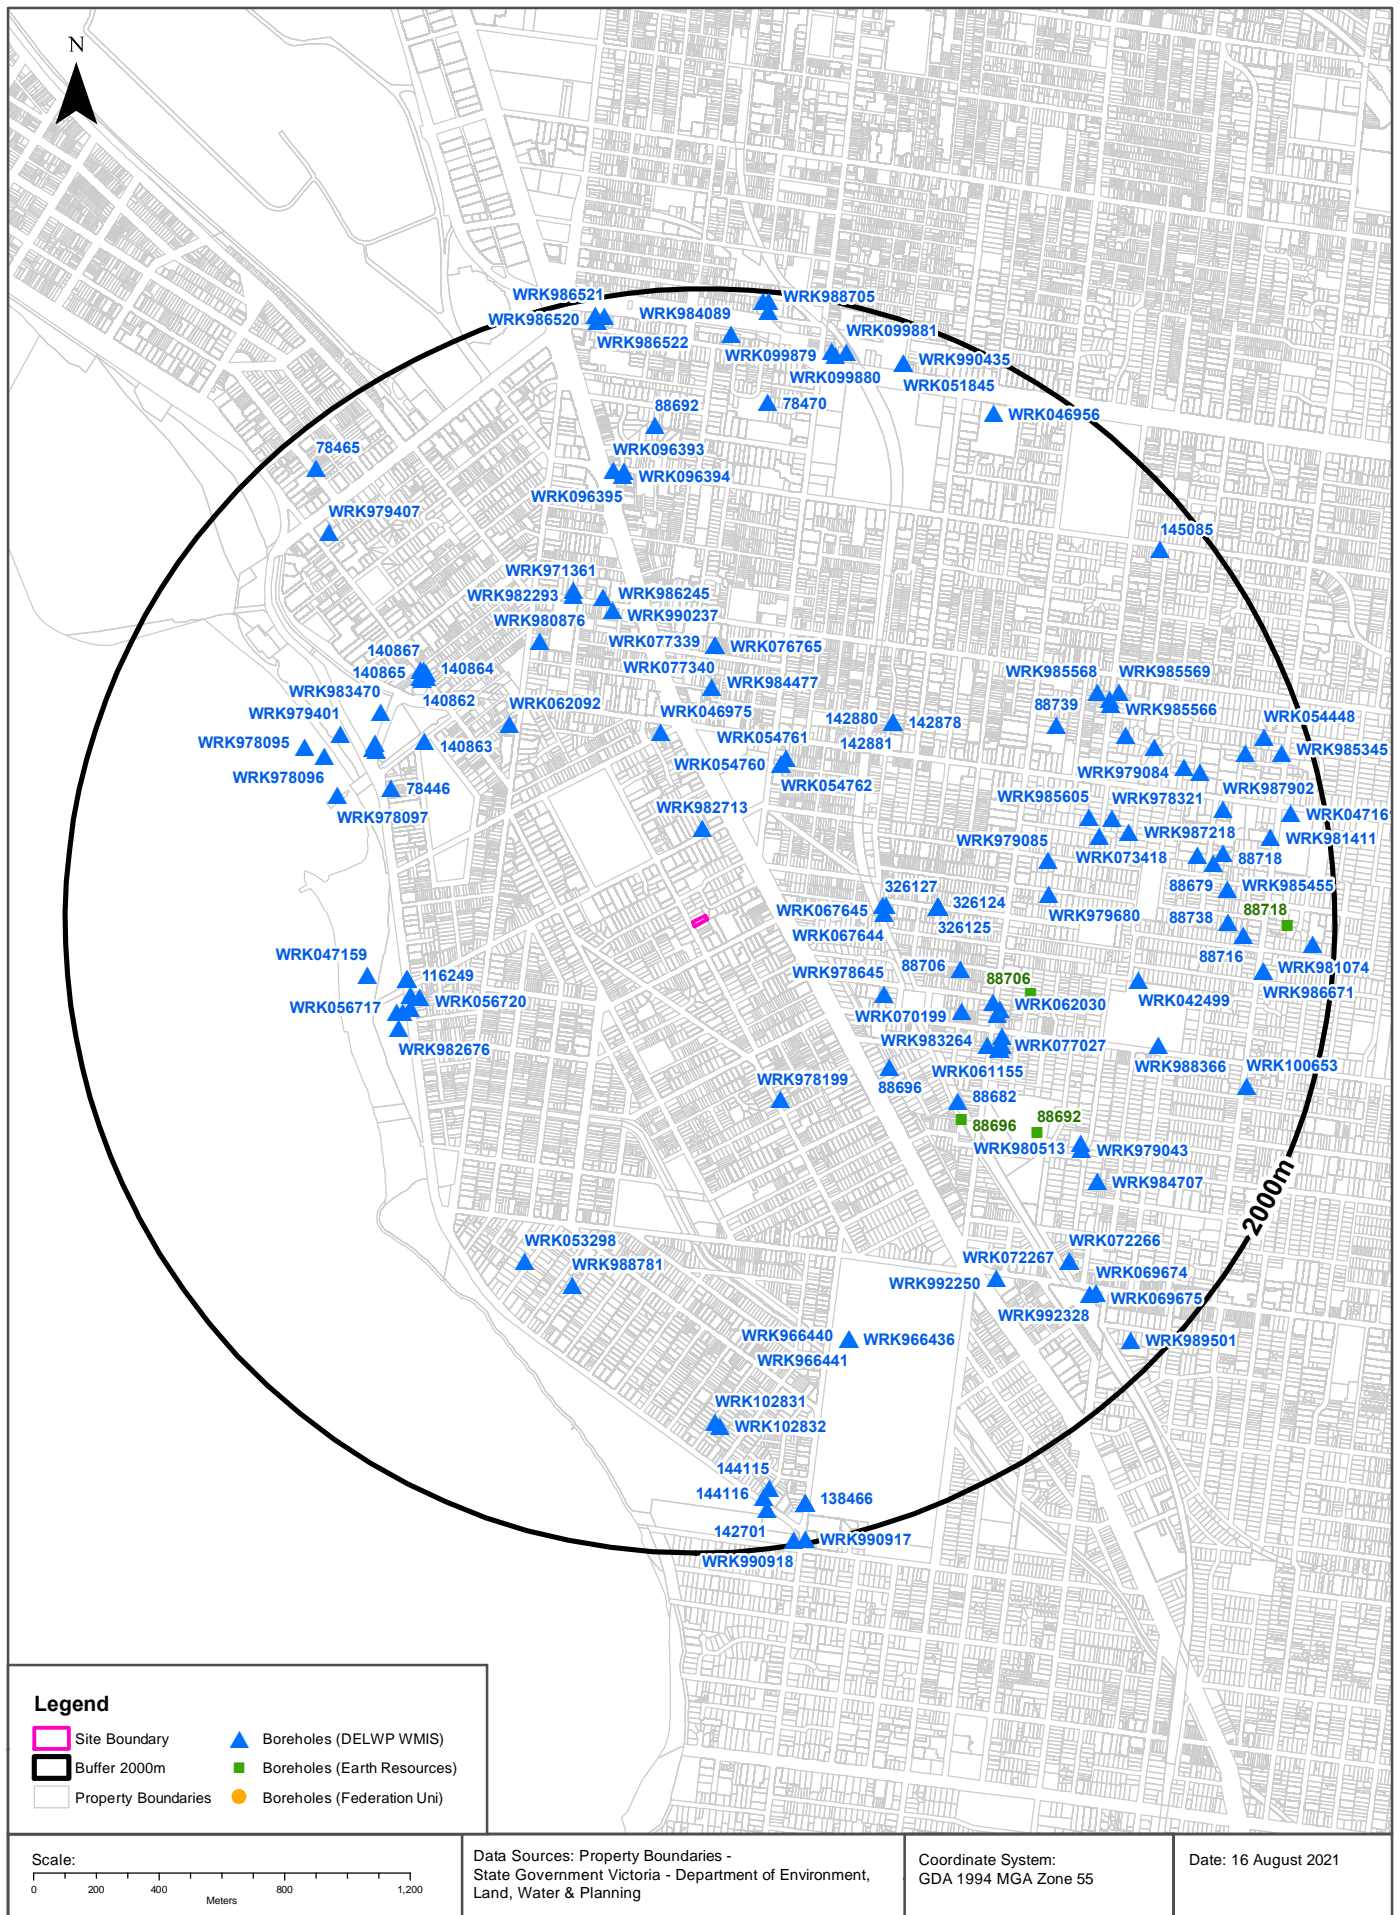 N
WRK986521
WRK988705
WRK986520
WRK984089
WRK986522
WRK099881
WRK099879
WRK990435
WRK099880
WRK051845
88692
78470
WRK046956
78465
WRK096393
WRK096394
WRK096395
WRK979407
145085
WRK971361
WRK982293
WRK986245
WRK990237
WRK980876
WRK077339
WRK076765
140867
140865
140864
WRK077340
WRK985568
WRK985569
WRK983470
140862
WRK984477
WRK979401
WRK062092
WRK046975
142880
142878
88739
WRK985566
WRK054448
WRK978095
140863
WRK054761
142881
WRK985345
WRK978096
WRK054760
WRK979084
WRK054762
78446
WRK987902
WRK978097
WRK982713
WRK985605
WRK978321
WRK047161
WRK987218
WRK981411
WRK979085
WRK073418
88718
326127
88679
WRK985455
WRK067645
326124
WRK979680
88738
88718
WRK067644
326125
88716
WRK047159
116249
WRK978645
88706
88706
WRK981074
WRK986671
WRK042499
WRK056717
WRK056720
WRK070199
WRK062030
WRK982676
WRK983264
WRK077027
WRK988366
WRK061155
WRK100653
WRK978199
88696
88682
88696
88692
WRK980513
WRK979043
WRK984707
2000m
WRK053298
WRK072266
WRK988781
WRK072267
WRK069674
WRK992250
WRK069675
WRK992328
WRK966440
WRK966436
WRK989501
WRK966441
WRK102831
WRK102832
144115
144116
138466
142701
WRK990917
WRK990918
Legend
Site Boundary
Buffer 2000m
Property Boundaries
Boreholes (DELWP WMIS)
Boreholes (Earth Resources)
Boreholes (Federation Uni)
Scale:
0 200 400 800 1,200
Meters
Data Sources: Property Boundaries -
State Government Victoria - Department of Environment,
Land, Water & Planning
Coordinate System:
GDA 1994 MGA Zone 55
Date: 16 August 2021